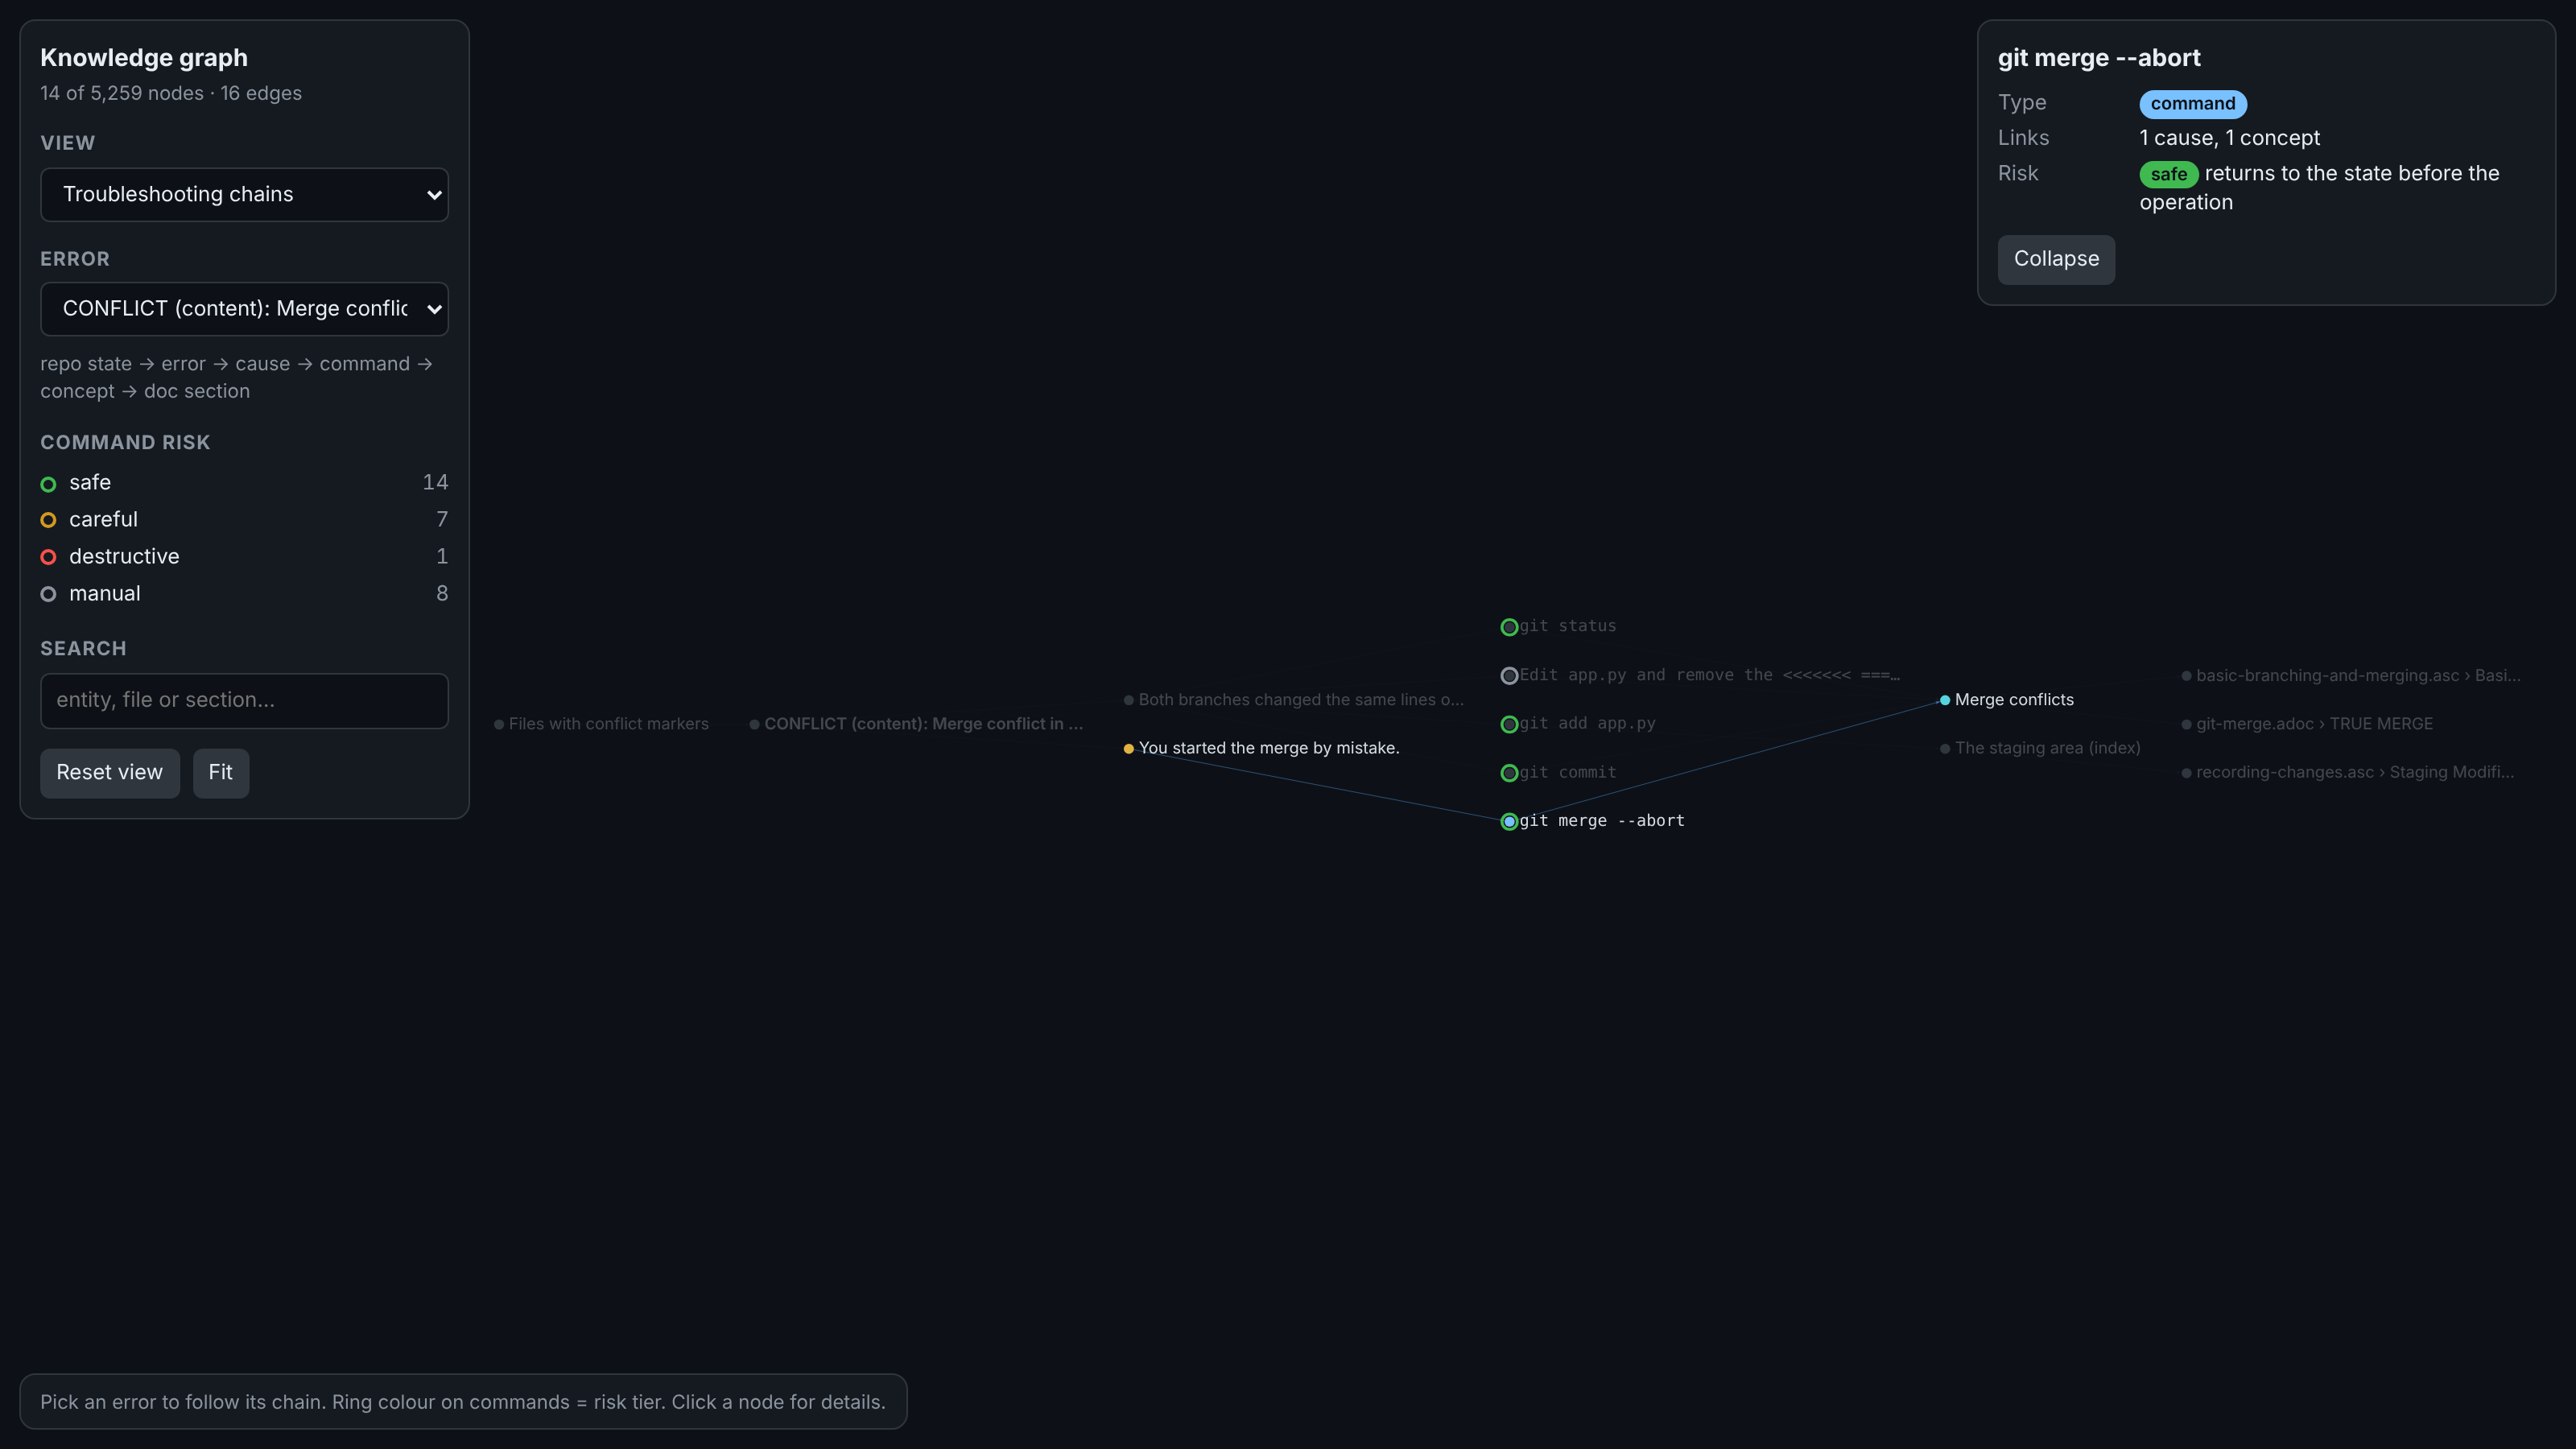 Knowledge graph
14 of 5,259 nodes · 16 edges
VIEW
Troubleshooting chains
ERROR
CONFLICT (content): Merge conflic
repo state → error → cause → command →
concept → doc section
COMMAND RISK
safe 14
careful 7
destructive 1
manual 8
SEARCH
entity, file or section...
Reset view Fit
Files with conflict markers
CONFLICT (content): Merge conflict in ...
Both branches changed the same lines o...
You started the merge by mistake.
git status
Edit app.py and remove the <<<<<<< ===…
git add app.py
git commit
git merge --abort
Merge conflicts
The staging area (index)
basic-branching-and-merging.asc › Basi...
git-merge.adoc › TRUE MERGE
recording-changes.asc › Staging Modifi...
git merge --abort
Type command
Links 1 cause, 1 concept
Risk safe returns to the state before the
operation
Collapse
Pick an error to follow its chain. Ring colour on commands = risk tier. Click a node for details.